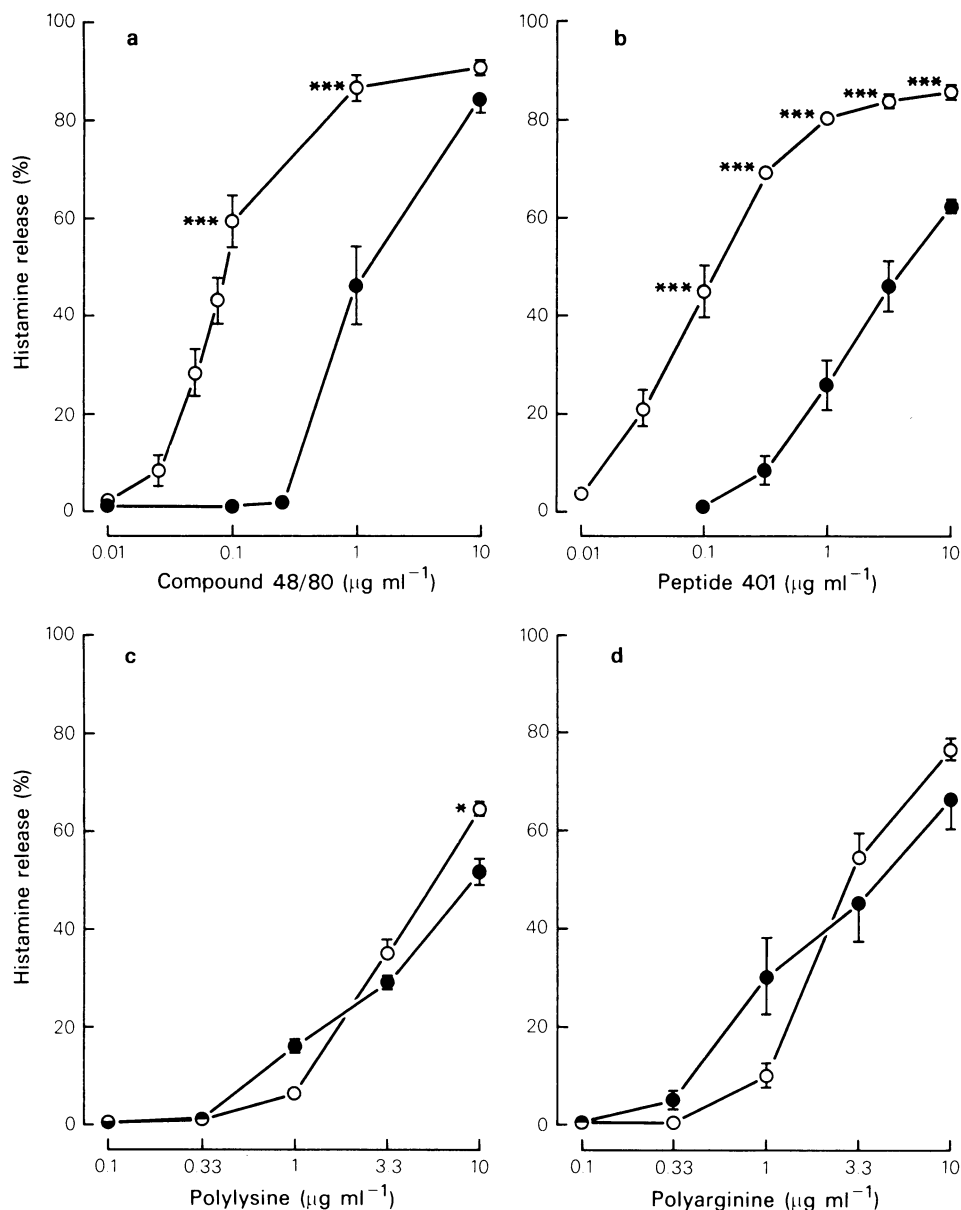 a
Histamine release (%)
100
80
60
40
20
0
***
***
0.01 0.1 1 10
Compound 48/80 (μg ml⁻¹)
b
100
80
60
40
20
0
***
***
***
***
***
0.01 0.1 1 10
Peptide 401 (μg ml⁻¹)
c
Histamine release (%)
100
80
60
40
20
0
*
0.1 0.33 1 3.3 10
Polylysine (μg ml⁻¹)
d
100
80
60
40
20
0
0.1 0.33 1 3.3 10
Polyarginine (μg ml⁻¹)